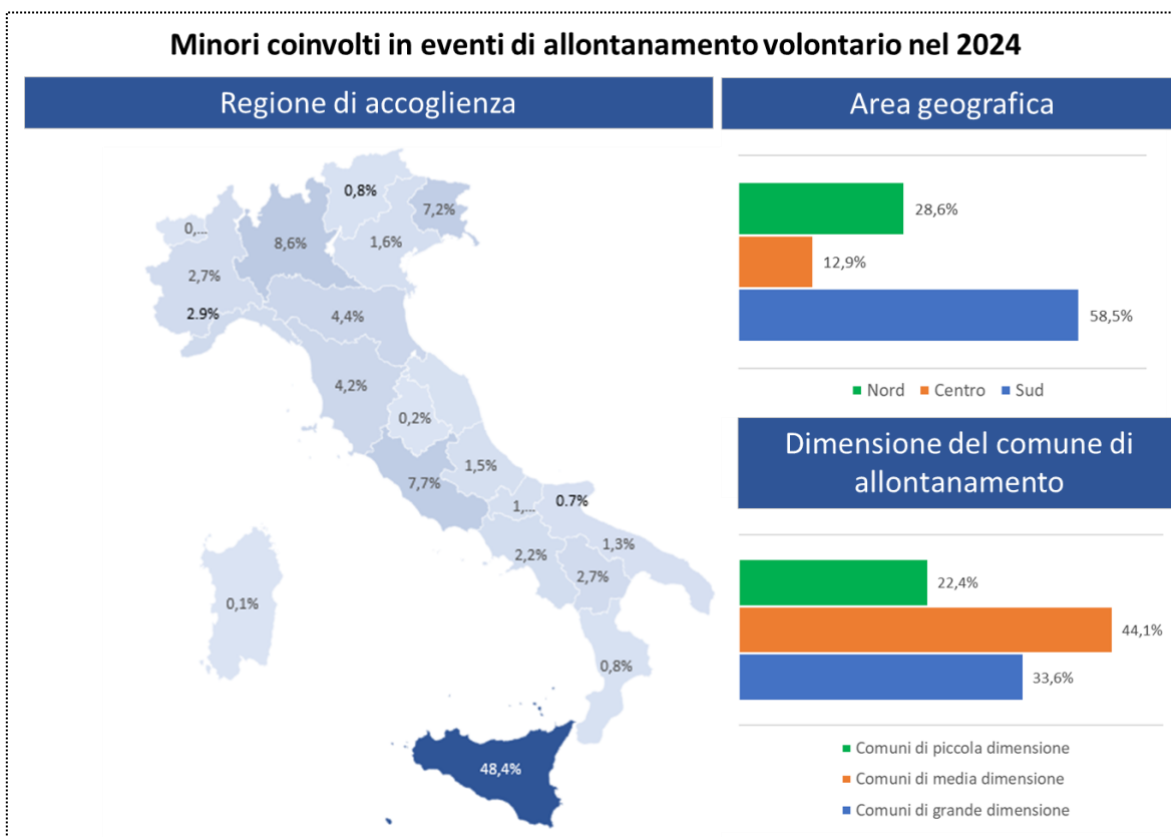 Minori coinvolti in eventi di allontanamento volontario nel 2024
Regione di accoglienza
0,8%
7,2%
0,...
8,6%
1,6%
2,7%
2.9%
4,4%
4,2%
0,2%
1,5%
7,7%
1,...
0.7%
1,3%
2,2%
2,7%
0,1%
0,8%
48,4%
Area geografica
28,6%
12,9%
58,5%
Nord Centro Sud
Dimensione del comune di
allontanamento
22,4%
44,1%
33,6%
Comuni di piccola dimensione
Comuni di media dimensione
Comuni di grande dimensione